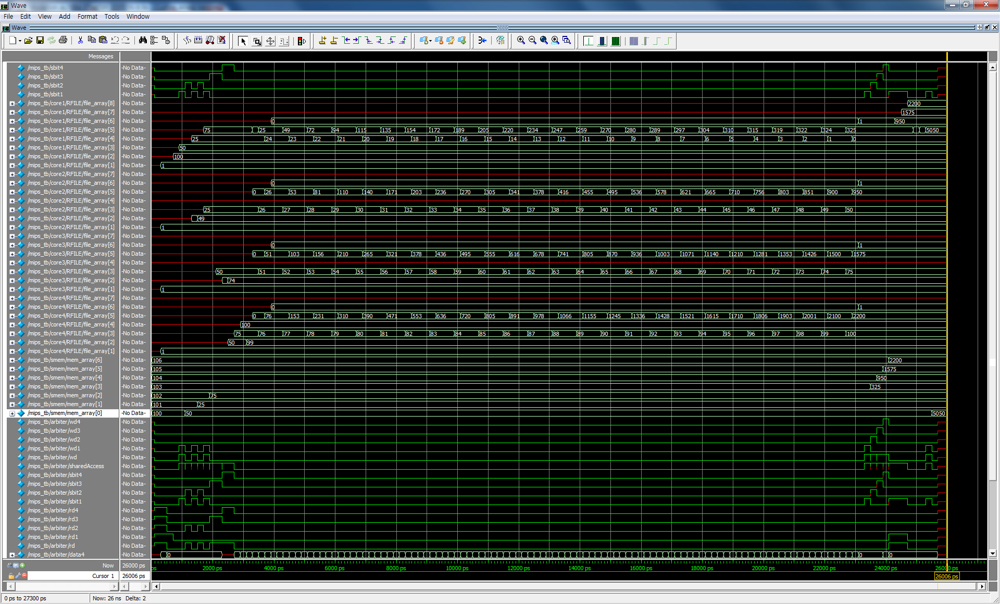 Wave
File Edit View Add Format Tools Window
Wave
Messages
/mips_tb/sbit4 -No Data-
/mips_tb/sbit3 -No Data-
/mips_tb/sbit2 -No Data-
/mips_tb/sbit1 -No Data-
/mips_tb/core1/RFILE/file_array[8] -No Data- 2200
/mips_tb/core1/RFILE/file_array[7] -No Data- 1575
/mips_tb/core1/RFILE/file_array[6] -No Data- 0 1 950
/mips_tb/core1/RFILE/file_array[5] -No Data- 75 25 49 72 94 115 135 154 172 189 205 220 234 247 259 270 280 289 297 304 310 315 319 322 324 325 5050
/mips_tb/core1/RFILE/file_array[4] -No Data- 25 24 23 22 21 20 19 18 17 16 15 14 13 12 11 10 9 8 7 6 5 4 3 2 1 0
/mips_tb/core1/RFILE/file_array[3] -No Data- 50
/mips_tb/core1/RFILE/file_array[2] -No Data- 100
/mips_tb/core1/RFILE/file_array[1] -No Data- 1
/mips_tb/core2/RFILE/file_array[7] -No Data-
/mips_tb/core2/RFILE/file_array[6] -No Data- 0 1
/mips_tb/core2/RFILE/file_array[5] -No Data- 0 26 53 81 110 140 171 203 236 270 305 341 378 416 455 495 536 578 621 665 710 756 803 851 900 950
/mips_tb/core2/RFILE/file_array[4] -No Data-
/mips_tb/core2/RFILE/file_array[3] -No Data- 25 26 27 28 29 30 31 32 33 34 35 36 37 38 39 40 41 42 43 44 45 46 47 48 49 50
/mips_tb/core2/RFILE/file_array[2] -No Data- 49
/mips_tb/core2/RFILE/file_array[1] -No Data- 1
/mips_tb/core3/RFILE/file_array[7] -No Data-
/mips_tb/core3/RFILE/file_array[6] -No Data- 0 1
/mips_tb/core3/RFILE/file_array[5] -No Data- 0 51 103 156 210 265 321 378 436 495 555 616 678 741 805 870 936 1003 1071 1140 1210 1281 1353 1426 1500 1575
/mips_tb/core3/RFILE/file_array[4] -No Data-
/mips_tb/core3/RFILE/file_array[3] -No Data- 50 51 52 53 54 55 56 57 58 59 60 61 62 63 64 65 66 67 68 69 70 71 72 73 74 75
/mips_tb/core3/RFILE/file_array[2] -No Data- 74
/mips_tb/core3/RFILE/file_array[1] -No Data- 1
/mips_tb/core4/RFILE/file_array[7] -No Data-
/mips_tb/core4/RFILE/file_array[6] -No Data- 0 1
/mips_tb/core4/RFILE/file_array[5] -No Data- 0 76 153 231 310 390 471 553 636 720 805 891 978 1066 1155 1245 1336 1428 1521 1615 1710 1806 1903 2001 2100 2200
/mips_tb/core4/RFILE/file_array[4] -No Data- 100
/mips_tb/core4/RFILE/file_array[3] -No Data- 75 76 77 78 79 80 81 82 83 84 85 86 87 88 89 90 91 92 93 94 95 96 97 98 99 100
/mips_tb/core4/RFILE/file_array[2] -No Data- 50 99
/mips_tb/core4/RFILE/file_array[1] -No Data- 1
/mips_tb/smem/mem_array[6] -No Data- 106 2200
/mips_tb/smem/mem_array[5] -No Data- 105 1575
/mips_tb/smem/mem_array[4] -No Data- 104 950
/mips_tb/smem/mem_array[3] -No Data- 103 325
/mips_tb/smem/mem_array[2] -No Data- 102 75
/mips_tb/smem/mem_array[1] -No Data- 101 25
/mips_tb/smem/mem_array[0] -No Data- 100 50 5050
/mips_tb/arbiter/wd4 -No Data-
/mips_tb/arbiter/wd3 -No Data-
/mips_tb/arbiter/wd2 -No Data-
/mips_tb/arbiter/wd1 -No Data-
/mips_tb/arbiter/wd -No Data-
/mips_tb/arbiter/sharedAccess -No Data-
/mips_tb/arbiter/sbit4 -No Data-
/mips_tb/arbiter/sbit3 -No Data-
/mips_tb/arbiter/sbit2 -No Data-
/mips_tb/arbiter/sbit1 -No Data-
/mips_tb/arbiter/rd4 -No Data-
/mips_tb/arbiter/rd3 -No Data-
/mips_tb/arbiter/rd2 -No Data-
/mips_tb/arbiter/rd1 -No Data-
/mips_tb/arbiter/rd -No Data-
/mips_tb/arbiter/data4 -No Data- 0 0 0
Now 26000 ps ps 2000 ps 4000 ps 6000 ps 8000 ps 10000 ps 12000 ps 14000 ps 16000 ps 18000 ps 20000 ps 22000 ps 24000 ps 26000 ps
Cursor 1 26006 ps 26006 ps
0 ps to 27300 ps Now: 26 ns Delta: 2